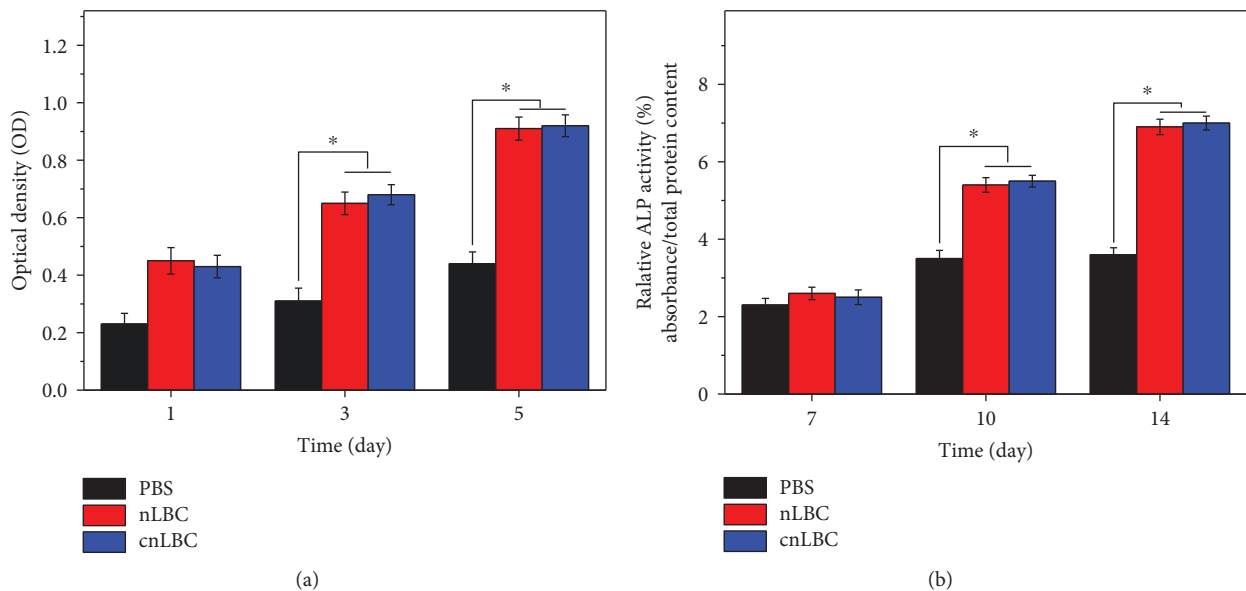 1.2
1.0
0.8
0.6
0.4
0.2
0.0
Optical density (OD)
*
*
1
3
5
Time (day)
PBS
nLBC
cnLBC
(a)
8
6
4
2
0
Ralative ALP activity (%)
absorbance/total protein content
*
*
7
10
14
Time (day)
PBS
nLBC
cnLBC
(b)